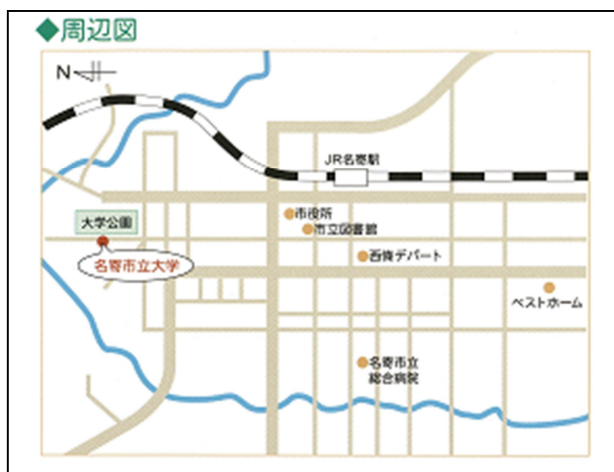 ◆周辺図
N
JR名寄駅
大学公園
市役所
市立図書館
名寄市立大学
西條デパート
ベストホーム
名寄市立
総合病院